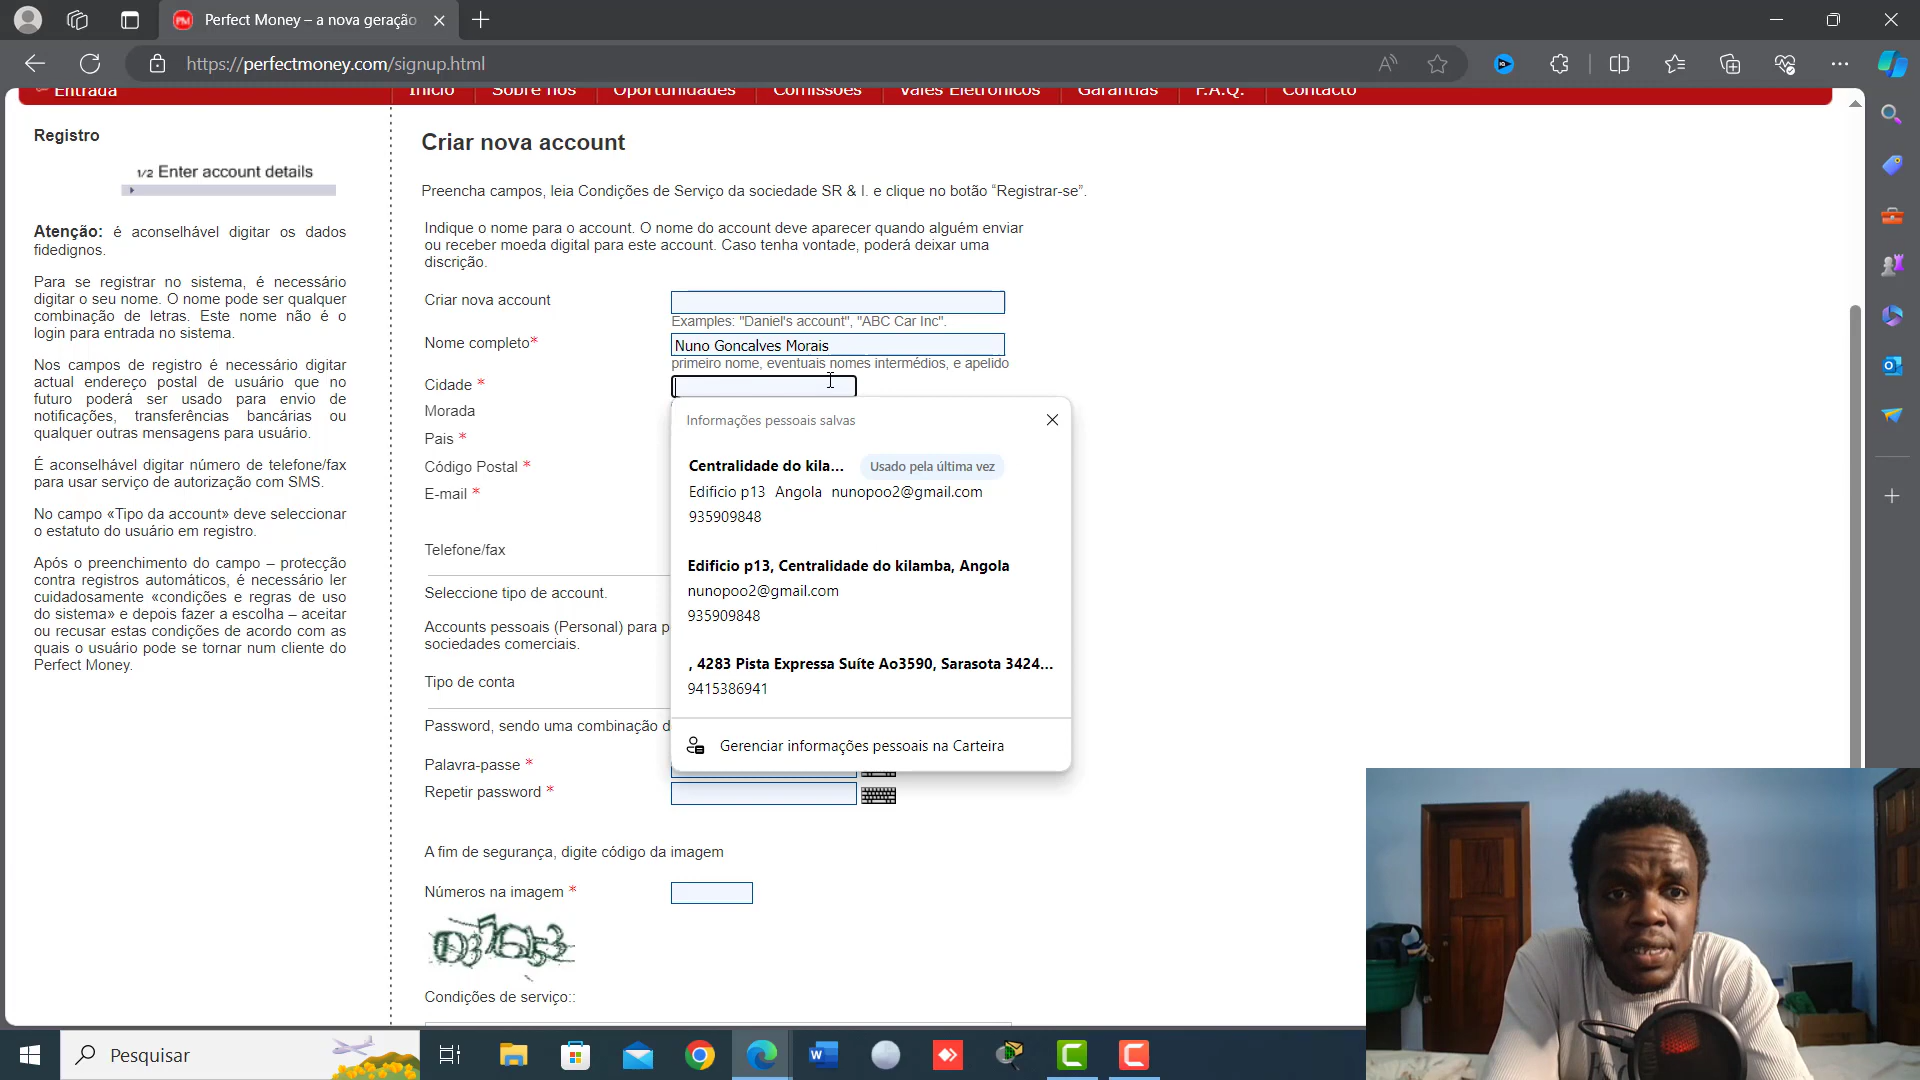 Perfect Money – a nova geração
https://perfectmoney.com/signup.html
Entrada
Início
Sobre nós
Oportunidades
Comissões
Vales Eletrônicos
Garantias
F.A.Q.
Contacto
Registro
1/2 Enter account details
Atenção: é aconselhável digitar os dados
fidedignos.
Para se registrar no sistema, é necessário
digitar o seu nome. O nome pode ser qualquer
combinação de letras. Este nome não é o
login para entrada no sistema.
Nos campos de registro é necessário digitar
actual endereço postal de usuário que no
futuro poderá ser usado para envio de
notificações, transferências bancárias ou
qualquer outras mensagens para usuário.
É aconselhável digitar número de telefone/fax
para usar serviço de autorização com SMS.
No campo «Tipo da account» deve seleccionar
o estatuto do usuário em registro.
Após o preenchimento do campo – protecção
contra registros automáticos, é necessário ler
cuidadosamente «condições e regras de uso
do sistema» e depois fazer a escolha – aceitar
ou recusar estas condições de acordo com as
quais o usuário pode se tornar num cliente do
Perfect Money.
Criar nova account
Preencha campos, leia Condições de Serviço da sociedade SR & I. e clique no botão “Registrar-se”.
Indique o nome para o account. O nome do account deve aparecer quando alguém enviar
ou receber moeda digital para este account. Caso tenha vontade, poderá deixar uma
discrição.
Criar nova account
Examples: "Daniel's account", "ABC Car Inc".
Nome completo*
Nuno Goncalves Morais
primeiro nome, eventuais nomes intermédios, e apelido
Cidade *
Morada
Pais *
Código Postal *
E-mail *
Telefone/fax
Informações pessoais salvas
Centralidade do kila...
Usado pela última vez
Edificio p13 Angola nunopoo2@gmail.com
935909848
Edificio p13, Centralidade do kilamba, Angola
nunopoo2@gmail.com
935909848
, 4283 Pista Expressa Suíte Ao3590, Sarasota 3424...
9415386941
Gerenciar informações pessoais na Carteira
Seleccione tipo de account.
Accounts pessoais (Personal) para p
sociedades comerciais.
Tipo de conta
Password, sendo uma combinação d
Palavra-passe *
Repetir password *
A fim de segurança, digite código da imagem
Números na imagem *
Condições de serviço::
Pesquisar